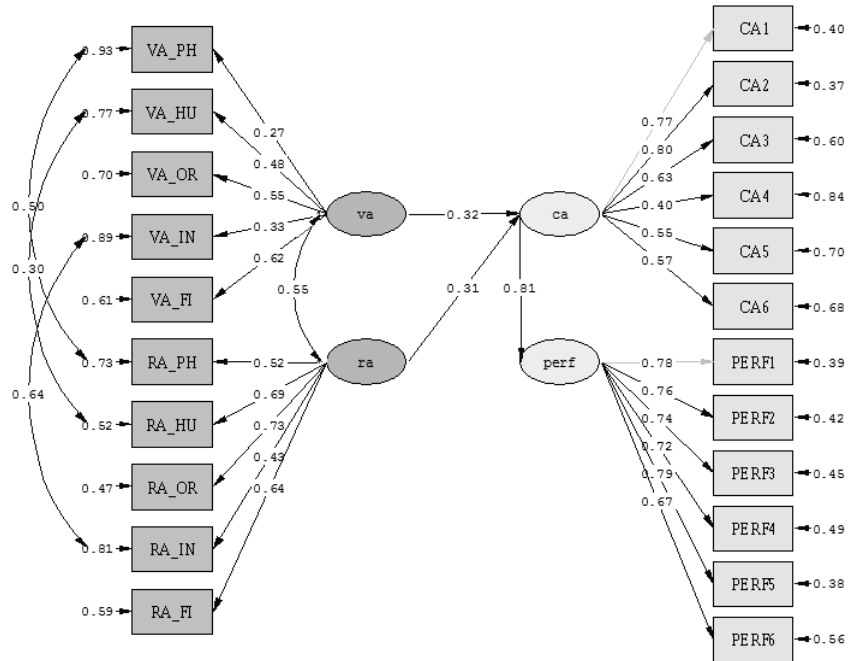 0.93 VA_PH
0.77 VA_HU
0.70 VA_OR
0.89 VA_IN
0.61 VA_FI
0.73 RA_PH
0.52 RA_HU
0.47 RA_OR
0.81 RA_IN
0.59 RA_FI
0.50
0.30
0.64
0.27
0.48
0.55
0.33
0.62
va
0.55
ra
0.52
0.69
0.73
0.43
0.64
0.32
0.31
ca
0.81
perf
0.77
0.80
0.63
0.40
0.55
0.57
0.78
0.76
0.74
0.72
0.79
0.67
CA1 0.40
CA2 0.37
CA3 0.60
CA4 0.84
CA5 0.70
CA6 0.68
PERF1 0.39
PERF2 0.42
PERF3 0.45
PERF4 0.49
PERF5 0.38
PERF6 0.56